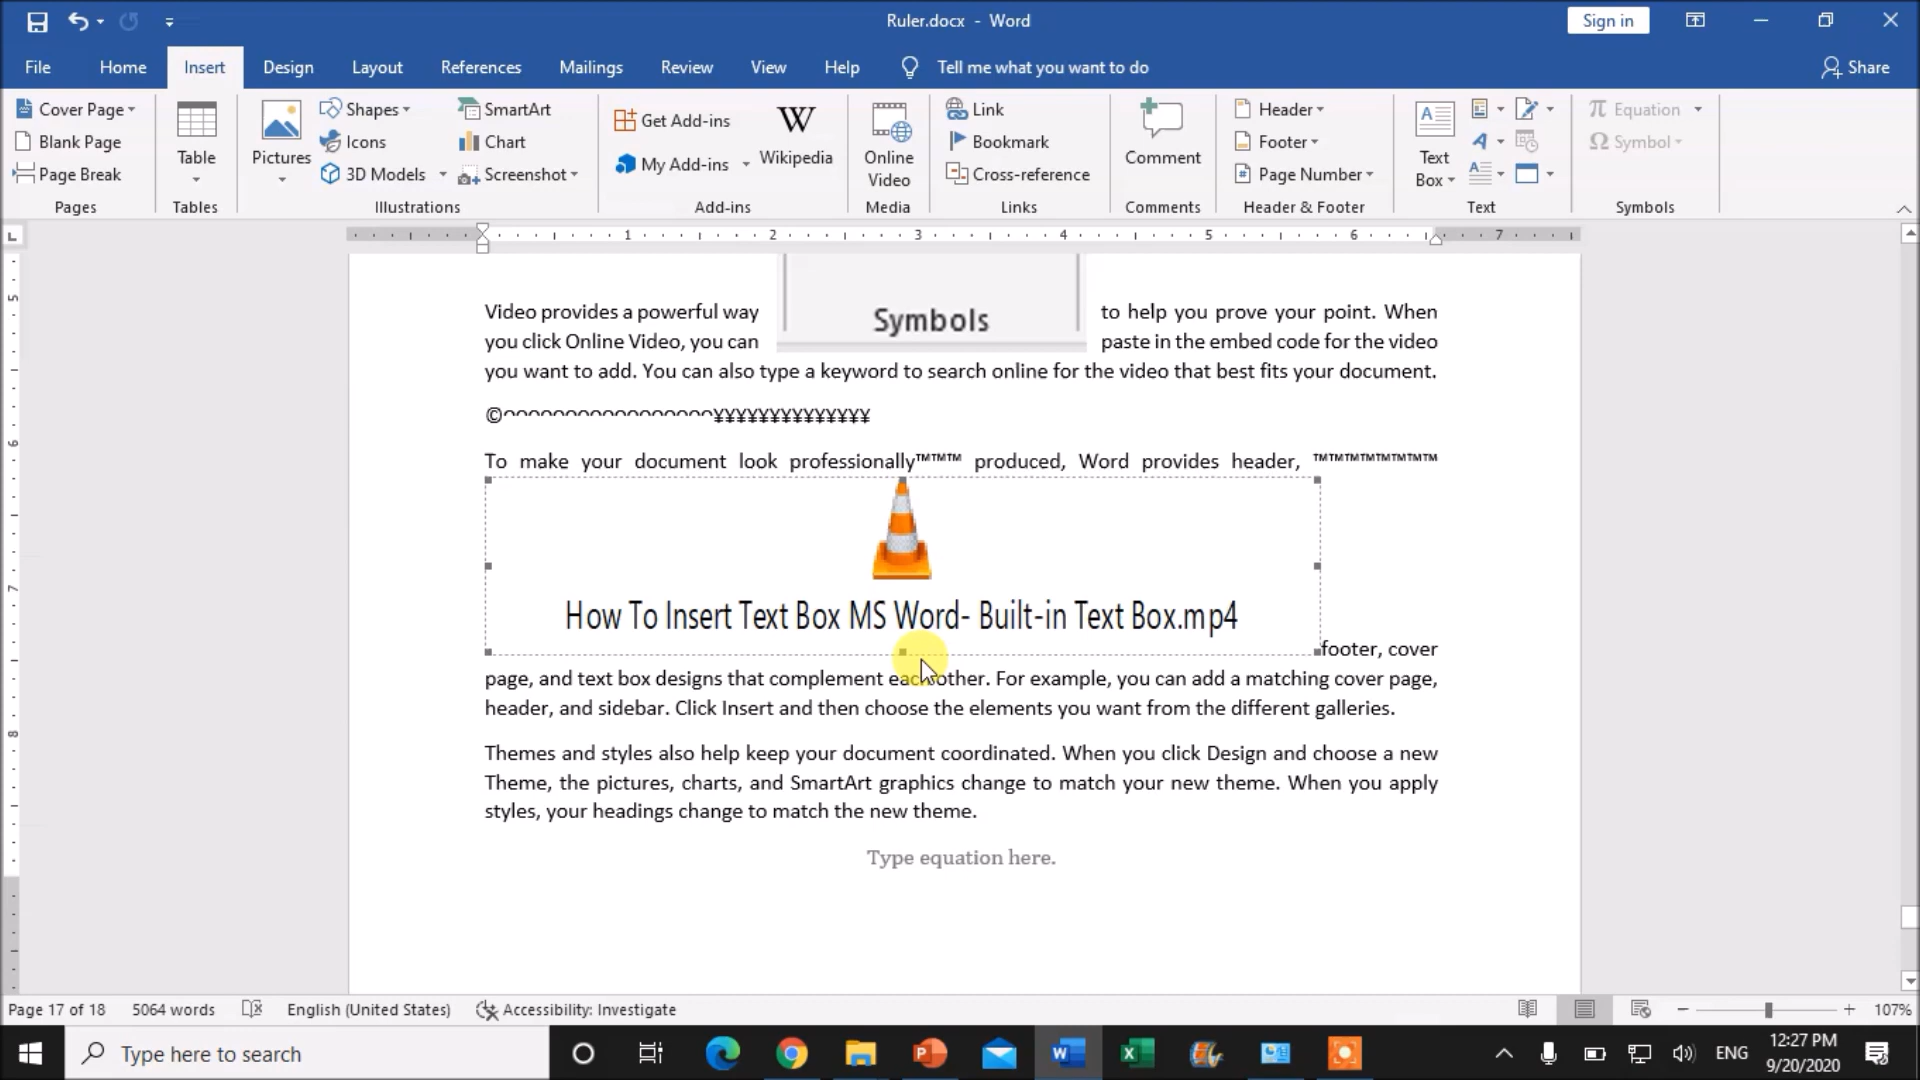 Ruler.docx - Word
Sign in
File Home Insert Design Layout References Mailings Review View Help Tell me what you want to do Share
Cover Page
Blank Page
Page Break
Pages
Table
Tables
Pictures
Shapes
Icons
3D Models
SmartArt
Chart
Screenshot
Illustrations
Get Add-ins
My Add-ins
W
Wikipedia
Add-ins
Online
Video
Media
Link
Bookmark
Cross-reference
Links
Comment
Comments
Header
Footer
Page Number
Header & Footer
Text
Box
Text
π Equation
Ω Symbol
Symbols
1 2 3 4 5 6 7
5
6
7
8
Symbols
Video provides a powerful way to help you prove your point. When
you click Online Video, you can paste in the embed code for the video
you want to add. You can also type a keyword to search online for the video that best fits your document.
To make your document look professionally™™™ produced, Word provides header, ™™™™™™™™
How To Insert Text Box MS Word- Built-in Text Box.mp4
footer, cover
page, and text box designs that complement each other. For example, you can add a matching cover page,
header, and sidebar. Click Insert and then choose the elements you want from the different galleries.
Themes and styles also help keep your document coordinated. When you click Design and choose a new
Theme, the pictures, charts, and SmartArt graphics change to match your new theme. When you apply
styles, your headings change to match the new theme.
Type equation here.
Page 17 of 18 5064 words English (United States) Accessibility: Investigate 107%
Type here to search
ENG
12:27 PM
9/20/2020